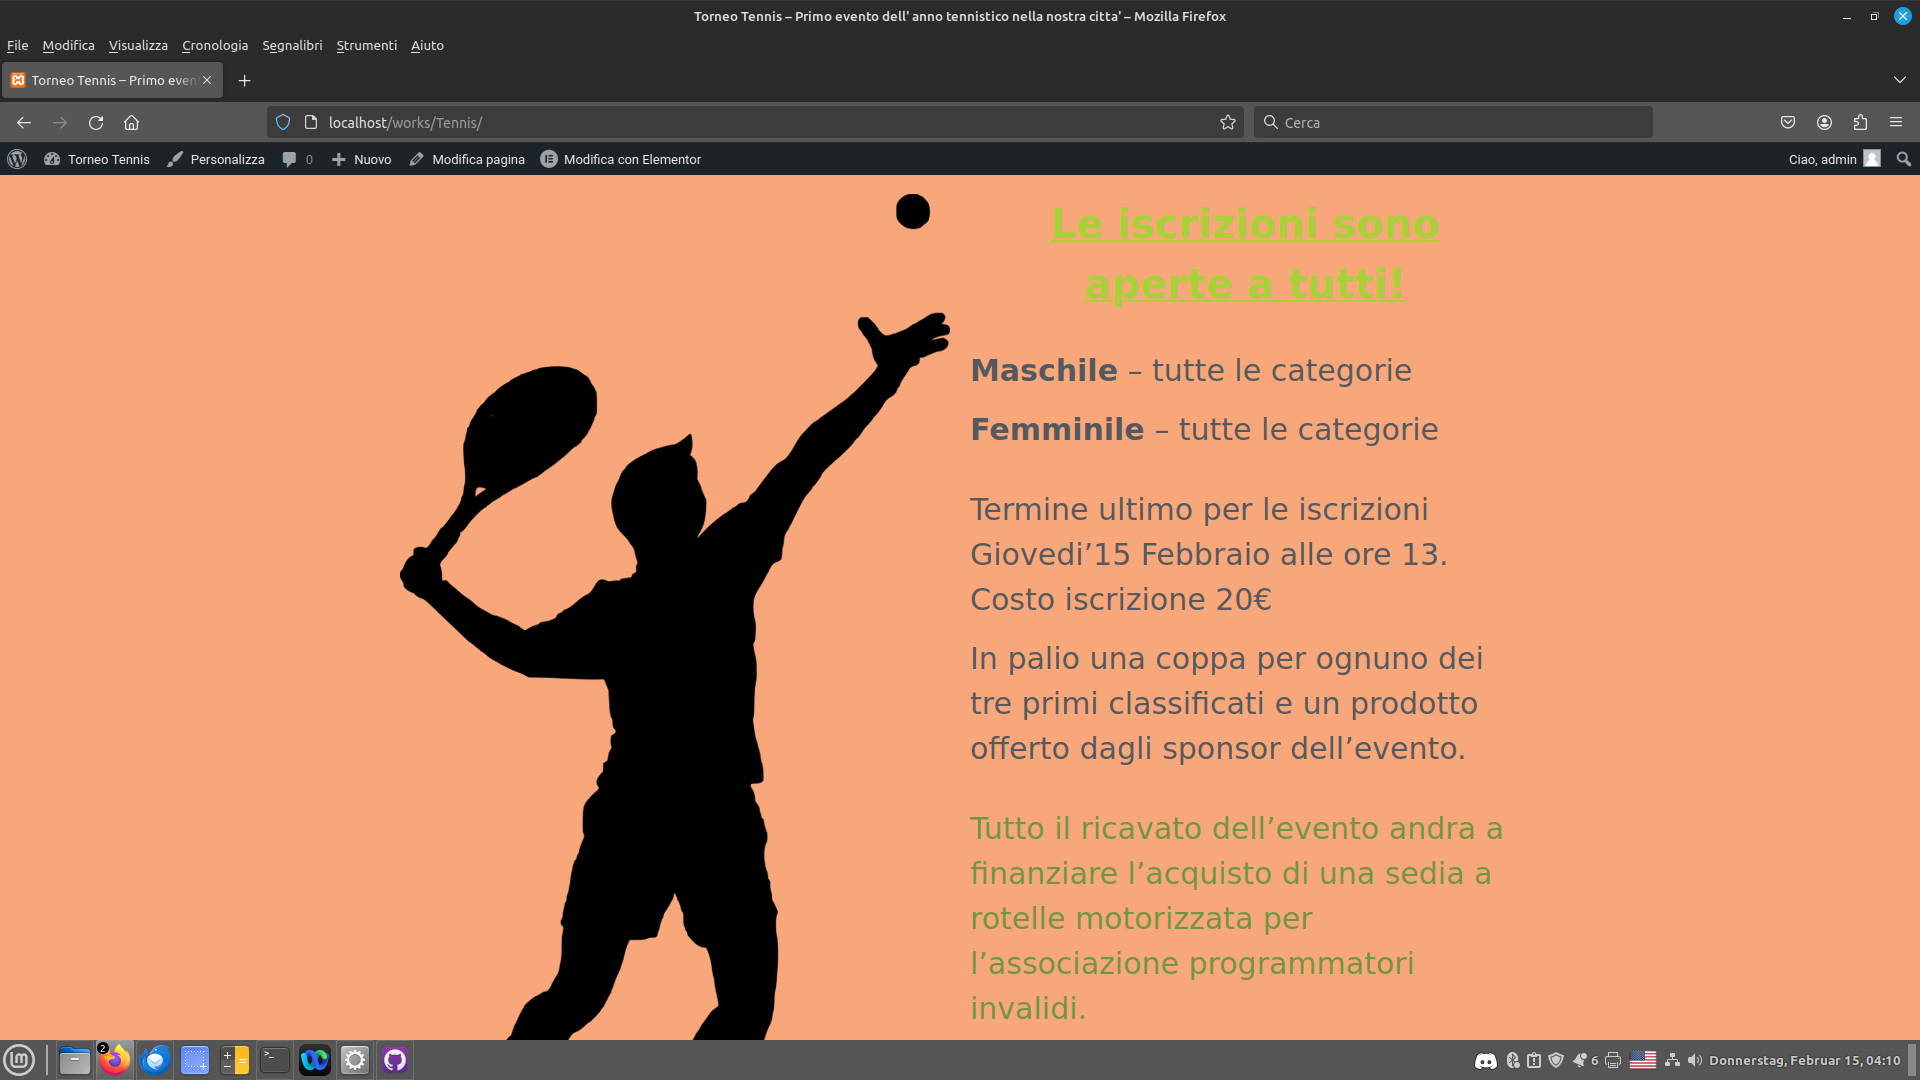 Torneo Tennis – Primo evento dell' anno tennistico nella nostra citta' – Mozilla Firefox
File Modifica Visualizza Cronologia Segnalibri Strumenti Aiuto
Torneo Tennis – Primo even
localhost/works/Tennis/
Cerca
Torneo Tennis Personalizza 0 Nuovo Modifica pagina Modifica con Elementor Ciao, admin
Le iscrizioni sono
aperte a tutti!
Maschile – tutte le categorie
Femminile – tutte le categorie
Termine ultimo per le iscrizioni
Giovedi’15 Febbraio alle ore 13.
Costo iscrizione 20€
In palio una coppa per ognuno dei
tre primi classificati e un prodotto
offerto dagli sponsor dell’evento.
Tutto il ricavato dell’evento andra a
finanziare l’acquisto di una sedia a
rotelle motorizzata per
l’associazione programmatori
invalidi.
2
6 Donnerstag, Februar 15, 04:10